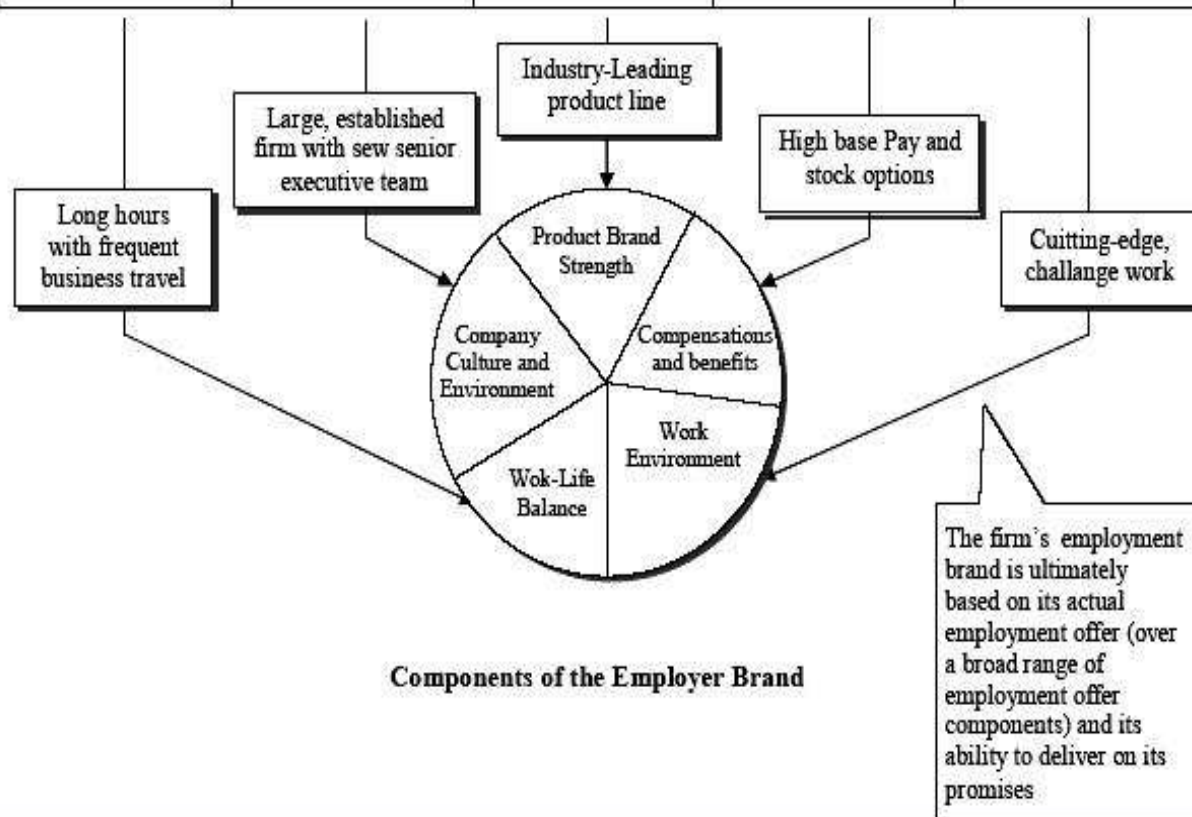 Industry-Leading
product line
Large, established
firm with sew senior
executive team
High base Pay and
stock options
Long hours
with frequent
business travel
Cuitting-edge,
challange work
Product Brand
Strength
Company
Culture and
Environment
Compensations
and benefits
Work
Environment
Wok-Life
Balance
Components of the Employer Brand
The firm's employment
brand is ultimately
based on its actual
employment offer (over
a broad range of
employment offer
components) and its
ability to deliver on its
promises